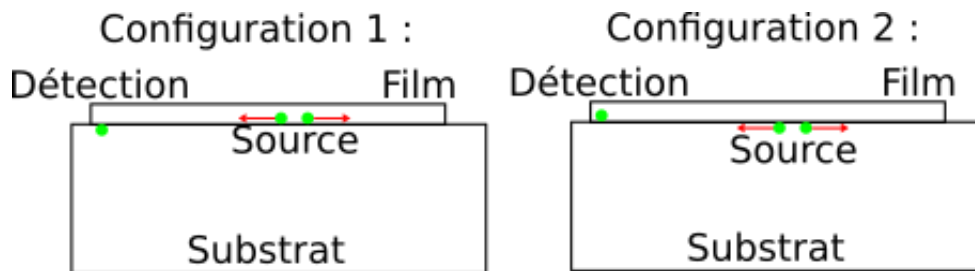 Configuration 1 :
Détection Film
Source
Substrat
Configuration 2 :
Détection Film
Source
Substrat